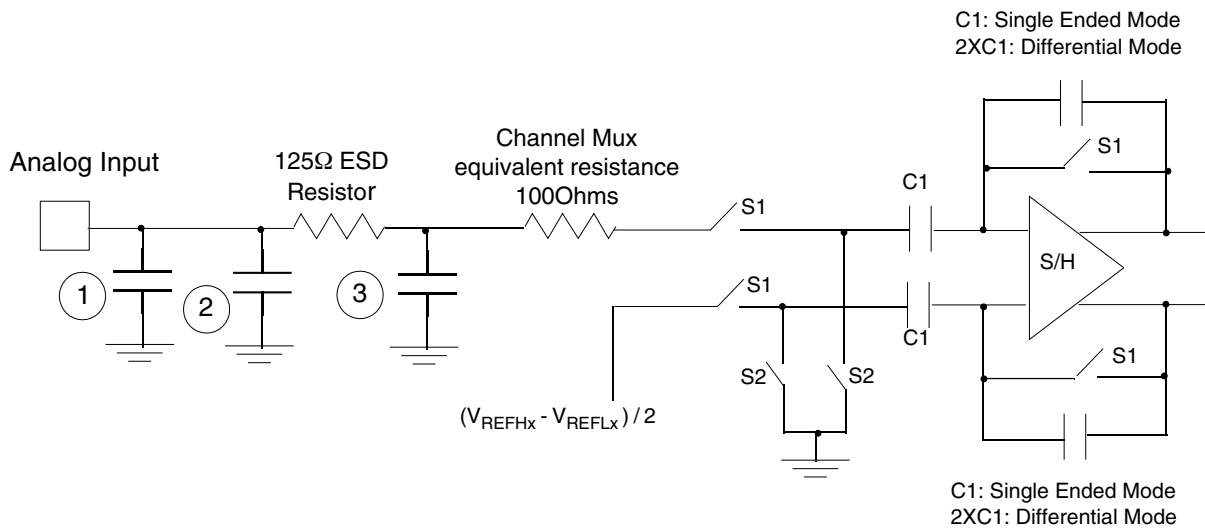 C1: Single Ended Mode
2XC1: Differential Mode
Analog Input
125Ω ESD
Resistor
Channel Mux
equivalent resistance
100Ohms
S1
C1
S1
S/H
1
2
3
S1
C1
S1
S2
S2
(VREFHx - VREFLx) / 2
C1: Single Ended Mode
2XC1: Differential Mode